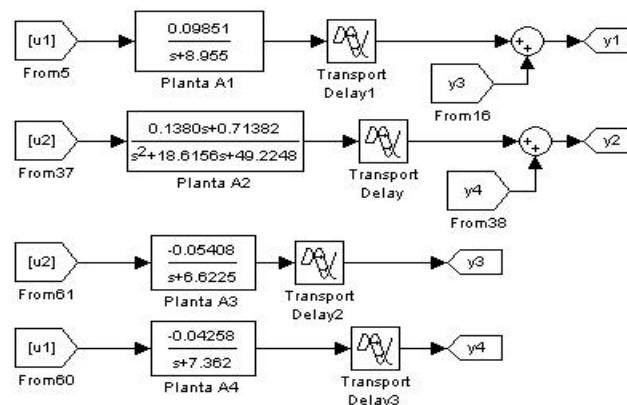 [u1]
From5
0.09851
s+8.955
Planta A1
Transport
Delay1
y3
From16
y1
[u2]
From37
0.1380s+0.71382
s²+18.6156s+49.2248
Planta A2
Transport
Delay
y4
From38
y2
[u2]
From61
-0.05408
s+6.6225
Planta A3
Transport
Delay2
y3
[u1]
From60
-0.04258
s+7.362
Planta A4
Transport
Delay3
y4